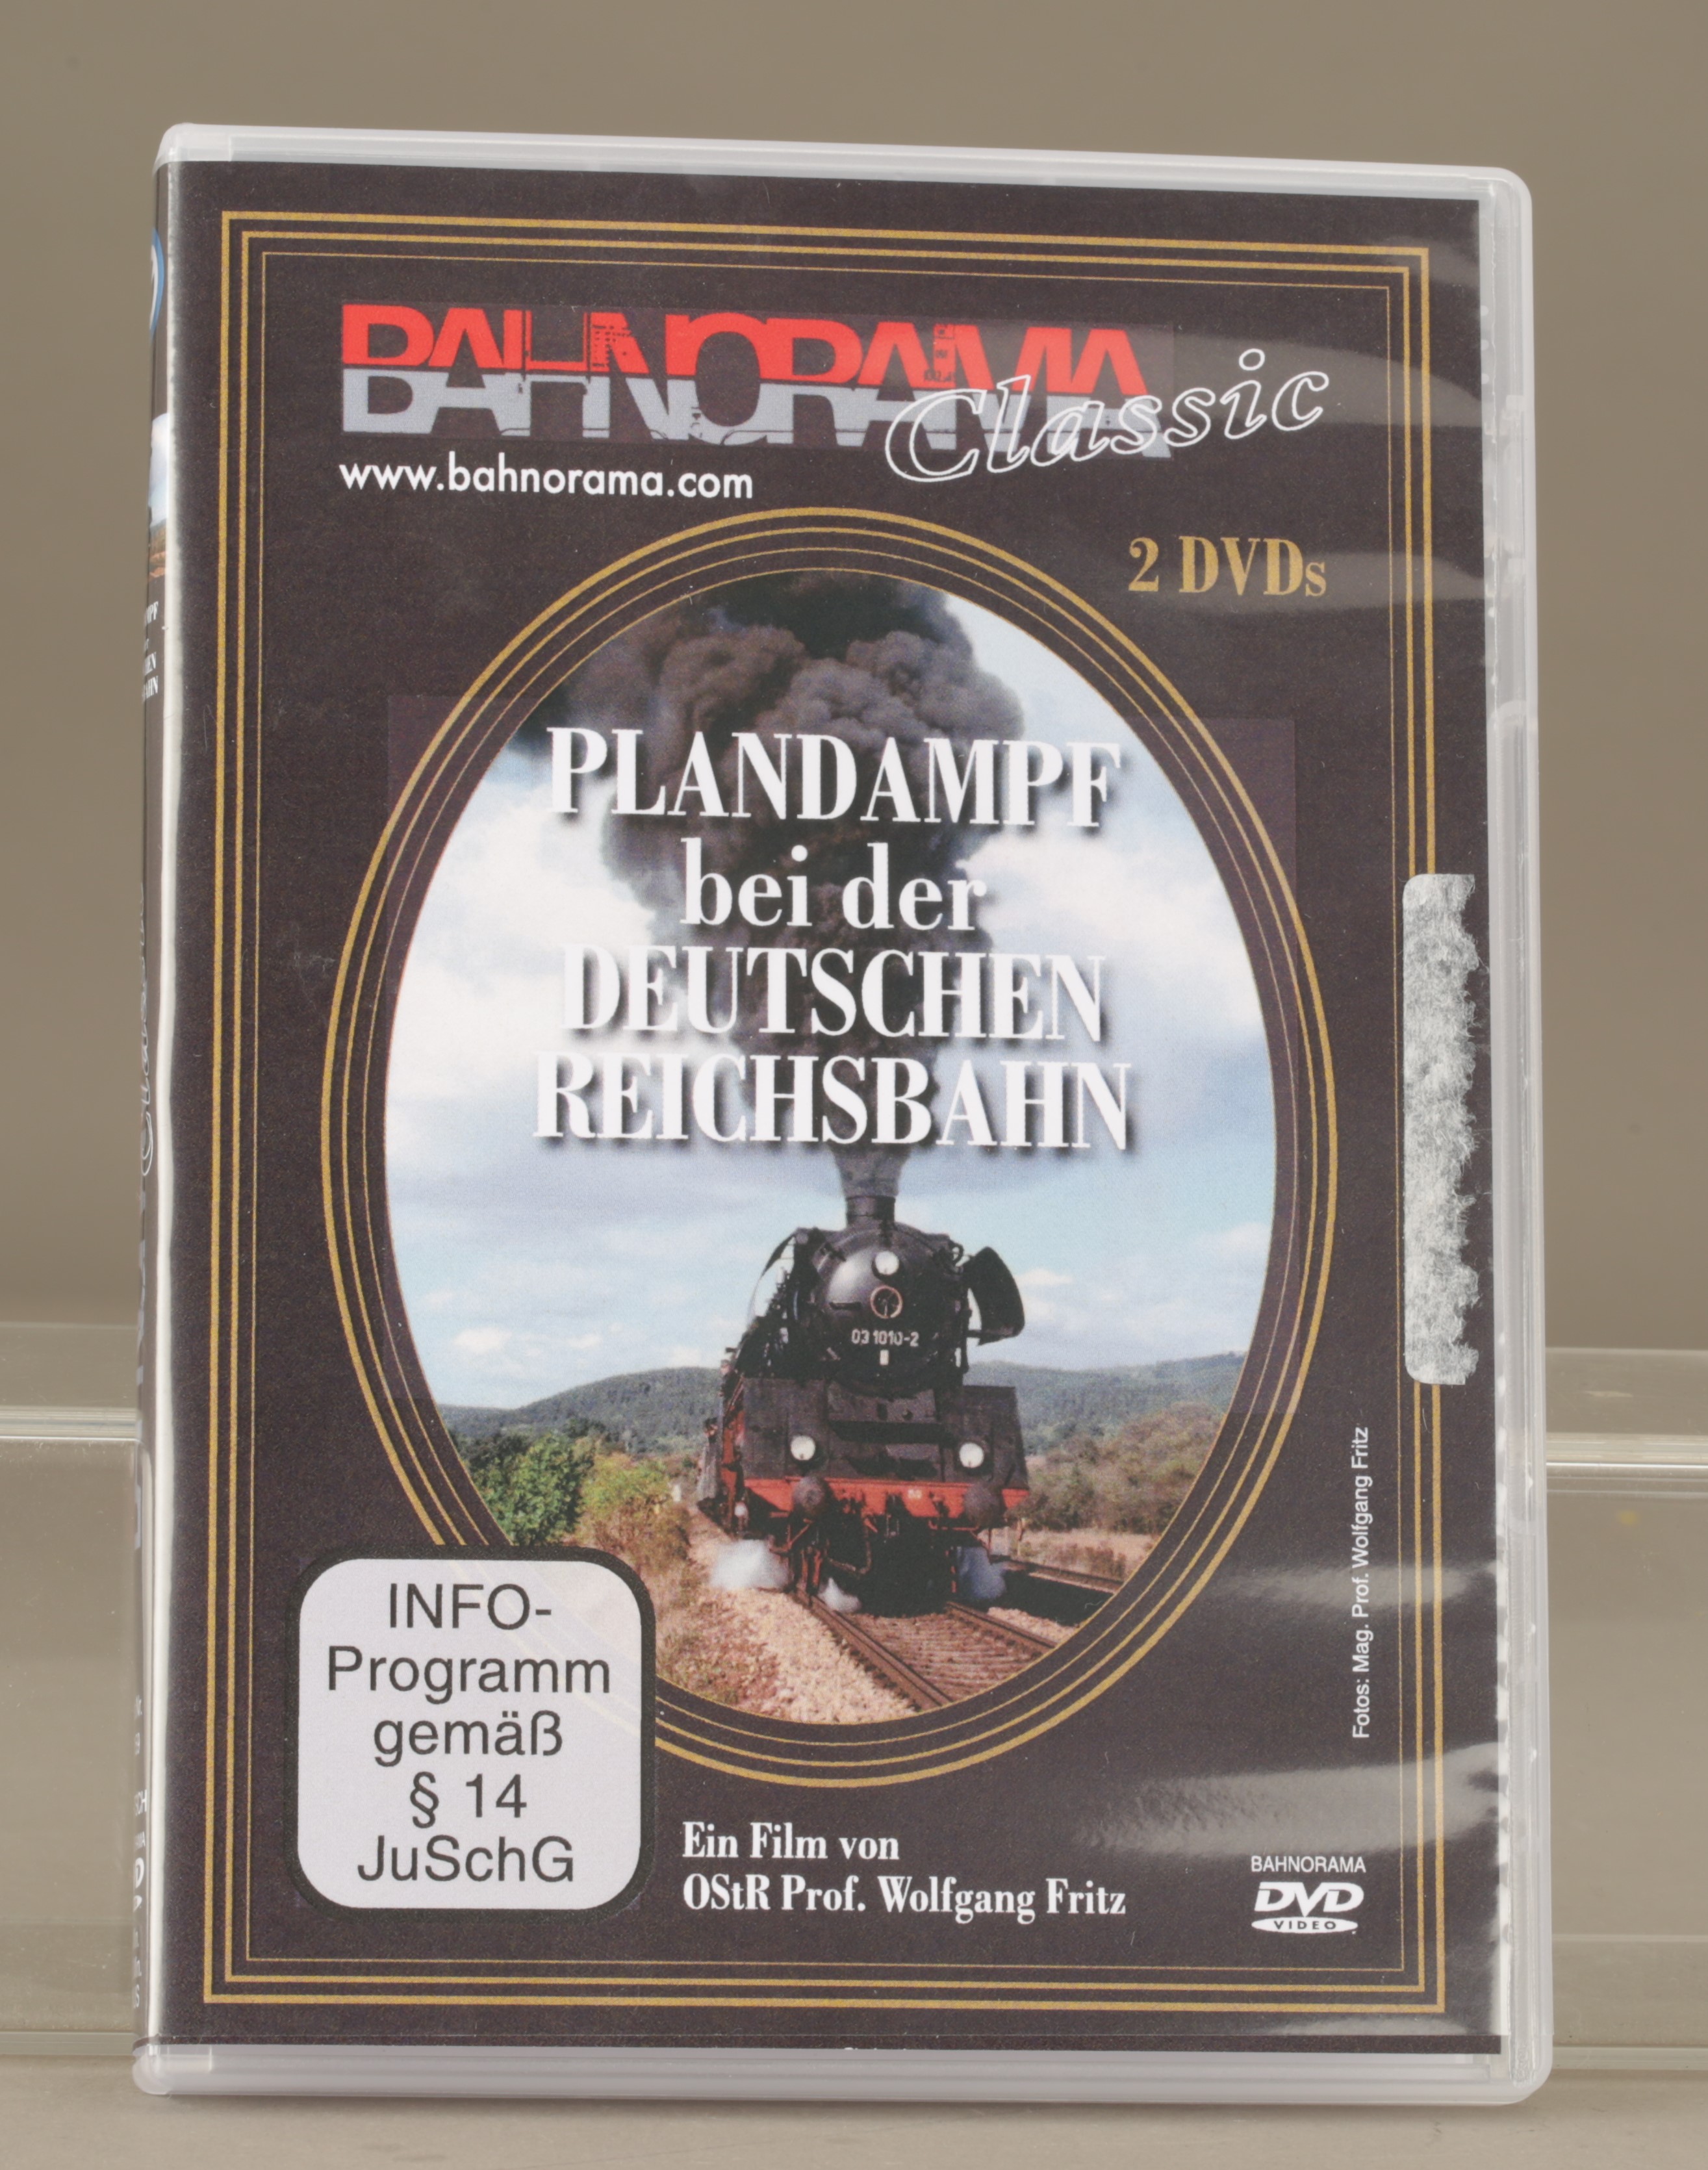 BAHNORAMA
Classic
www.bahnorama.com
2 DVDs
PLANDAMPF
bei der
DEUTSCHEN
REICHSBAHN
03 1010-2
INFO-
Programm
gemäß
§ 14
JuSchG
Fotos: Mag. Prof. Wolfgang Fritz
Ein Film von
OStR Prof. Wolfgang Fritz
BAHNORAMA
DVD
VIDEO